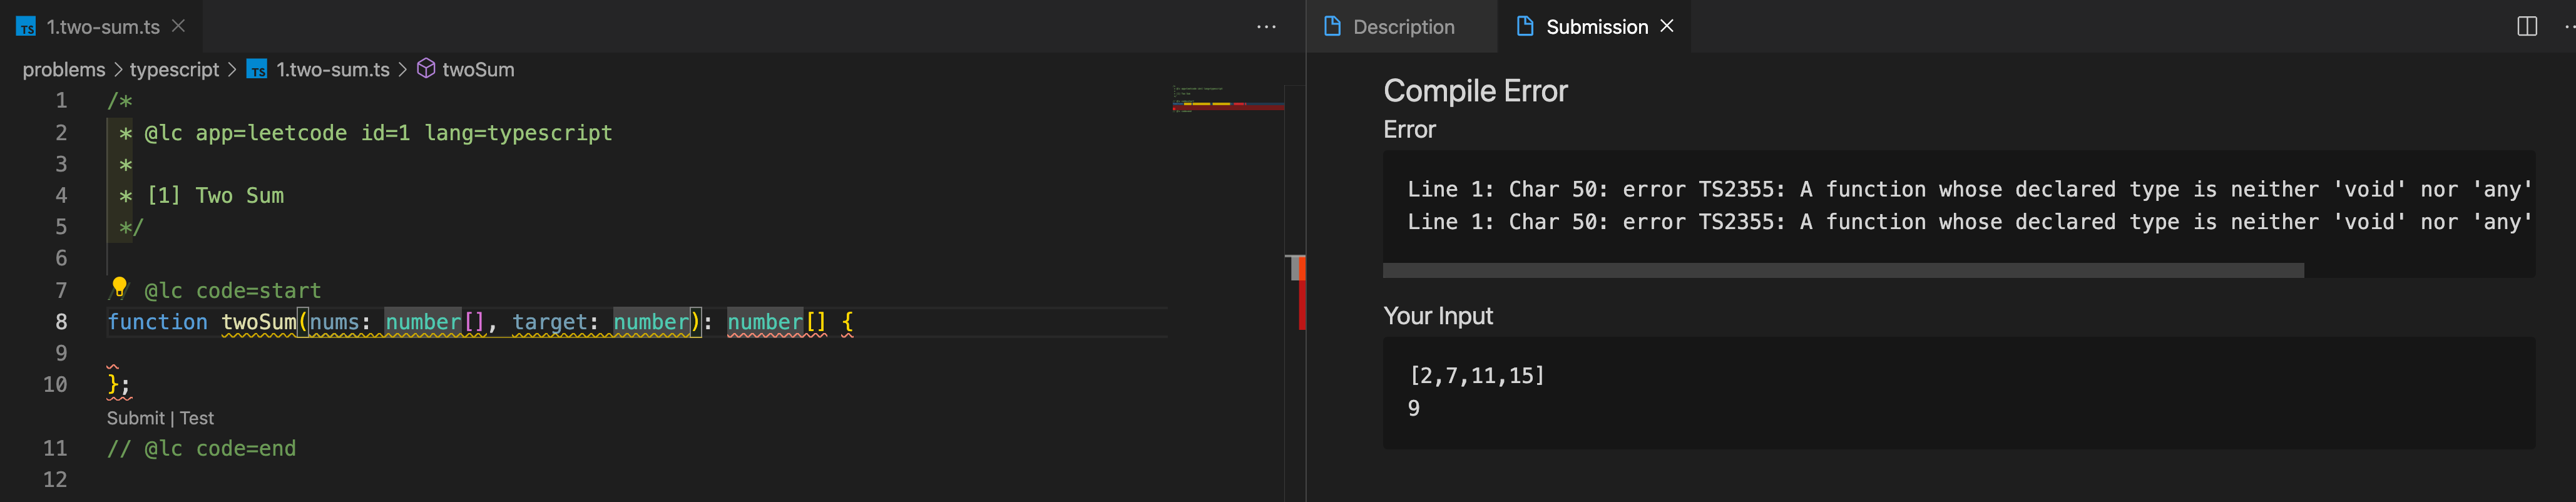 TS 1.two-sum.ts
Description
Submission
problems > typescript > TS 1.two-sum.ts > twoSum
1 /*
2 * @lc app=leetcode id=1 lang=typescript
3 *
4 * [1] Two Sum
5 */
6
7 // @lc code=start
8 function twoSum(nums: number[], target: number): number[] {
9
10 };
Submit | Test
11 // @lc code=end
12
Compile Error
Error
Line 1: Char 50: error TS2355: A function whose declared type is neither 'void' nor 'any'
Line 1: Char 50: error TS2355: A function whose declared type is neither 'void' nor 'any'
Your Input
[2,7,11,15]
9